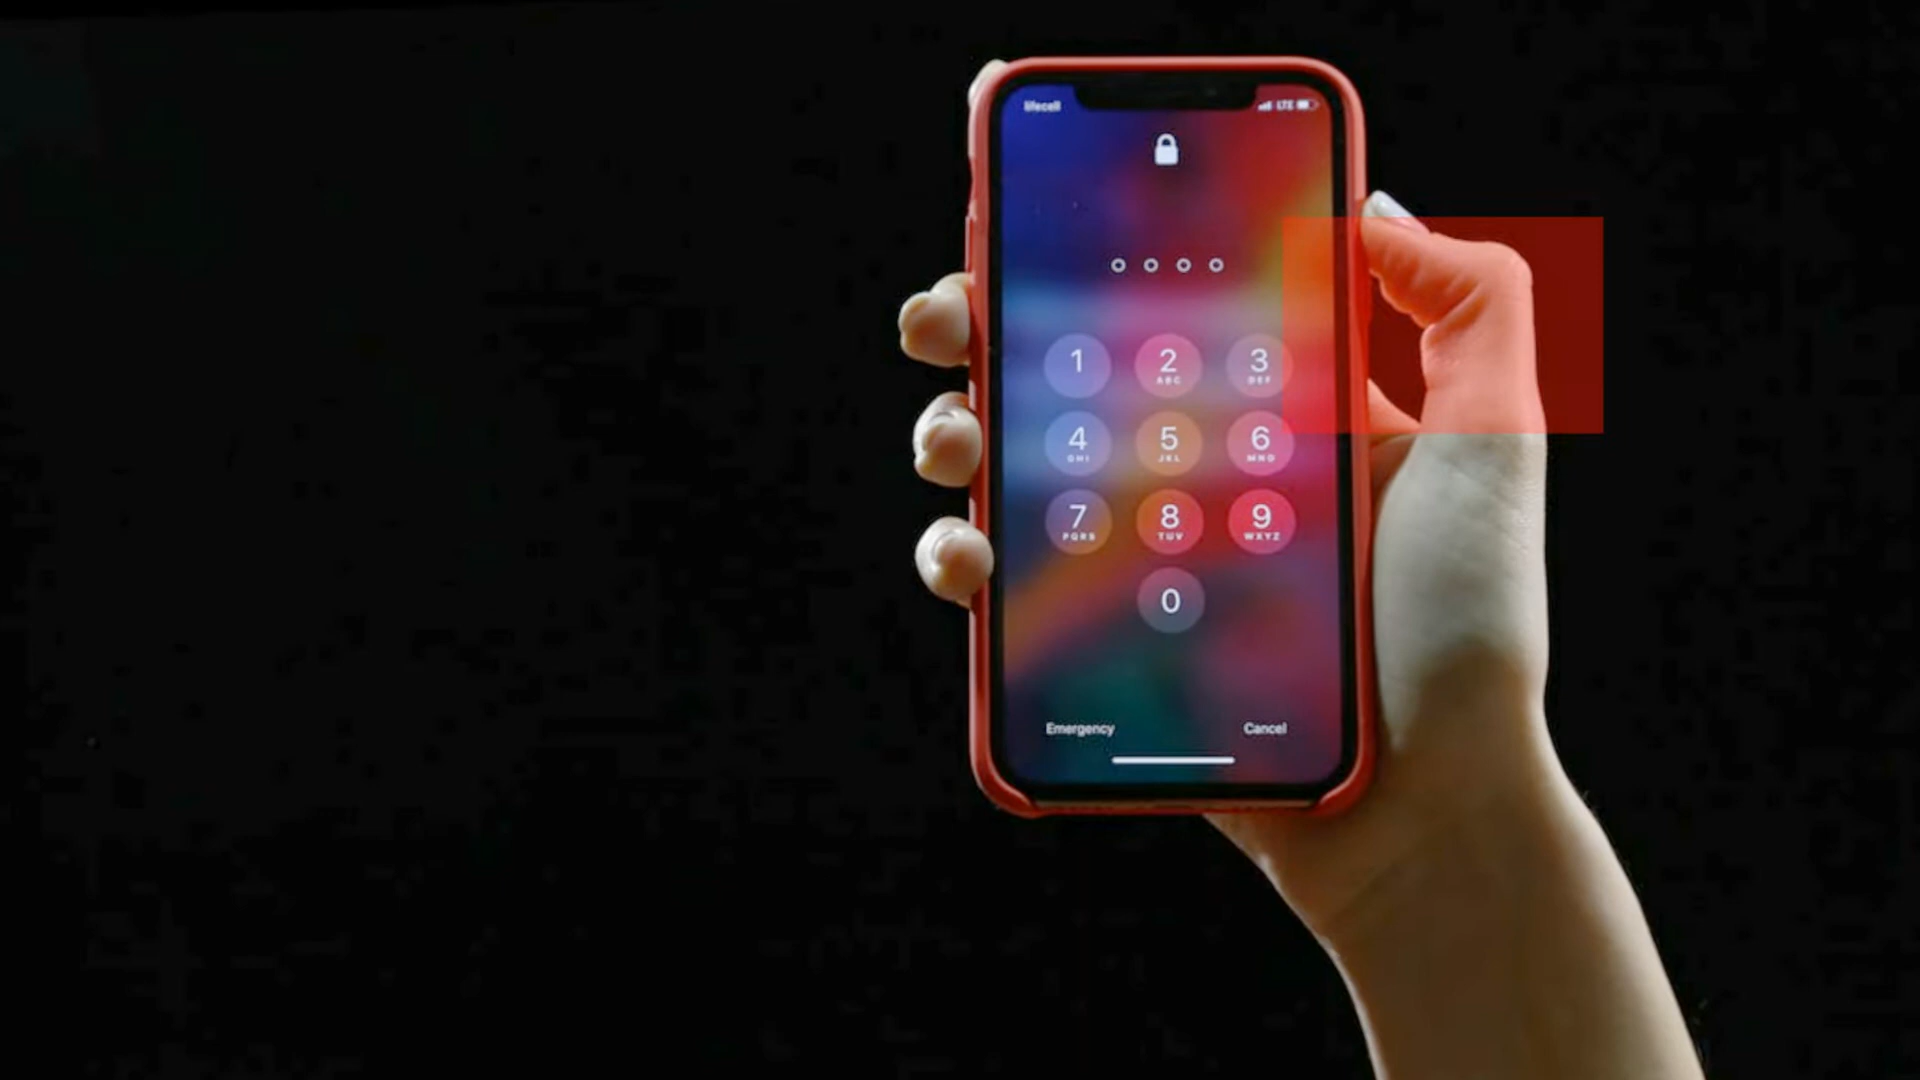 lifecell LTE
1 2 3
ABC DEF
4 5 6
GHI JKL MNO
7 8 9
PQRS TUV WXYZ
0
Emergency Cancel